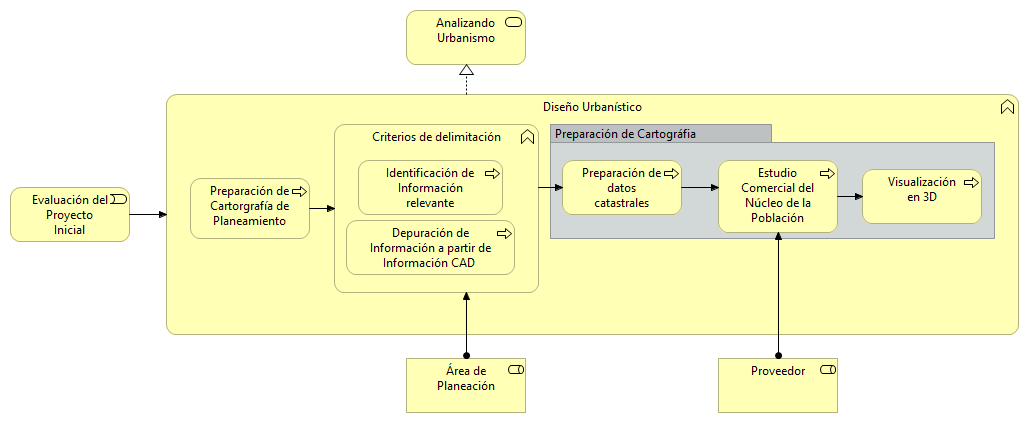 Analizando
Urbanismo
Diseño Urbanístico
Criterios de delimitación
Preparación de Cartográfia
Identificación de
Información
relevante
Preparación de
datos
catastrales
Estudio
Comercial del
Núcleo de la
Población
Visualización
en 3D
Evaluación del
Proyecto
Inicial
Preparación de
Cartorgrafía de
Planeamiento
Depuración de
Información a partir de
Información CAD
Área de
Planeación
Proveedor